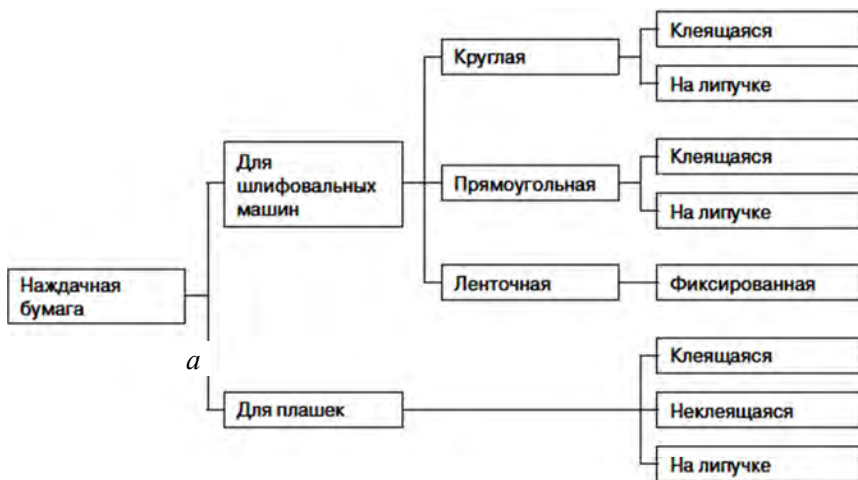 Наждачная
бумага
а
Для
шлифовальных
машин
Круглая
Клеящаяся
На липучке
Прямоугольная
Клеящаяся
На липучке
Ленточная
Фиксированная
Для плашек
Клеящаяся
Неклеящаяся
На липучке